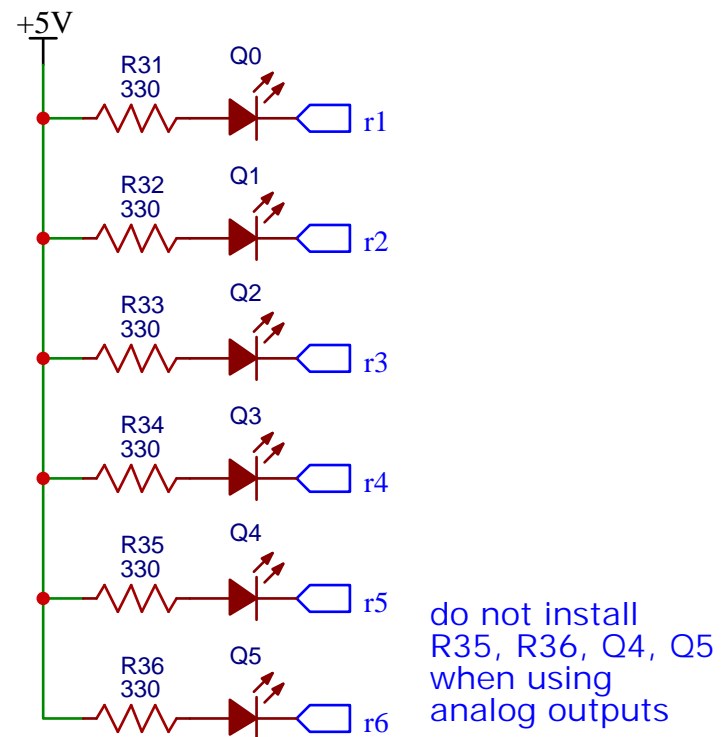 +5V
R31
330
Q0
r1
R32
330
Q1
r2
R33
330
Q2
r3
R34
330
Q3
r4
R35
330
Q4
r5
R36
330
Q5
r6
do not install
R35, R36, Q4, Q5
when using
analog outputs